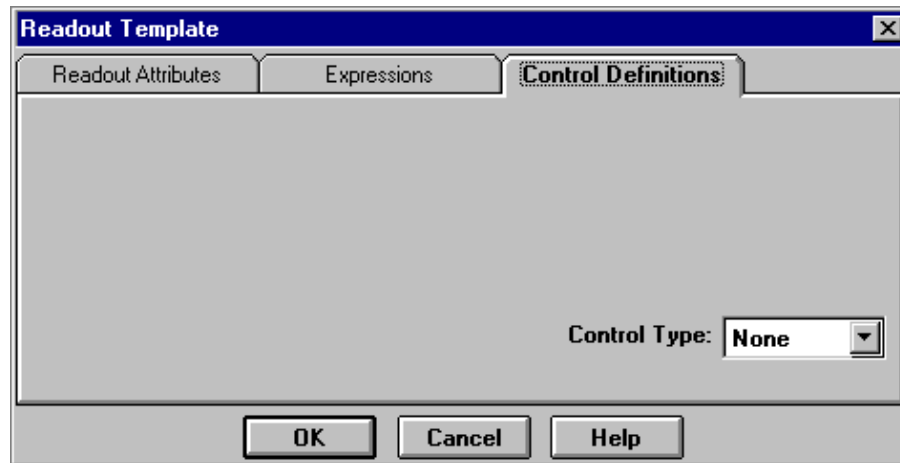 Readout Template
Readout Attributes Expressions Control Definitions
Control Type: None
OK Cancel Help